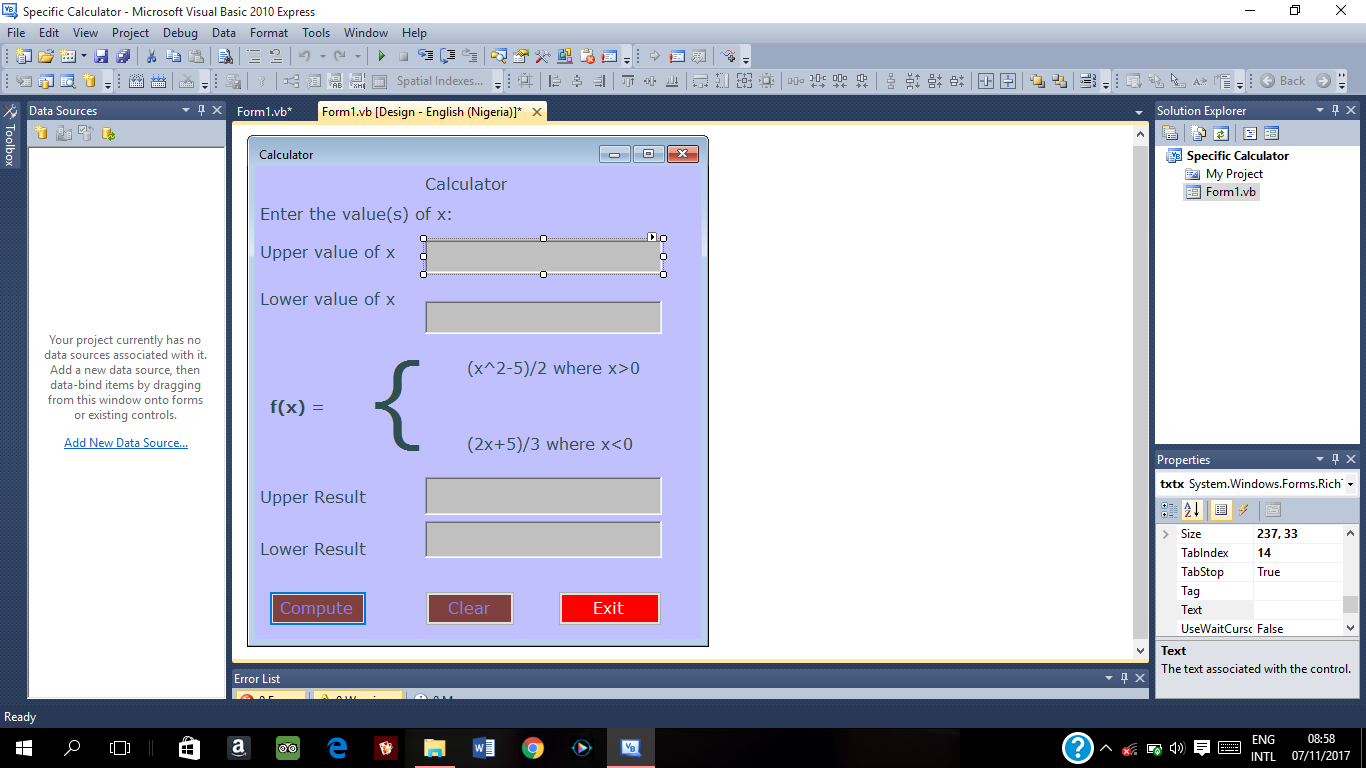 Specific Calculator - Microsoft Visual Basic 2010 Express
File Edit View Project Debug Data Format Tools Window Help
Spatial Indexes...
Back
Toolbox
Data Sources
Your project currently has no
data sources associated with it.
Add a new data source, then
data-bind items by dragging
from this window onto forms
or existing controls.
Add New Data Source...
Form1.vb* Form1.vb [Design - English (Nigeria)]*
Calculator
Calculator
Enter the value(s) of x:
Upper value of x
Lower value of x
(x^2-5)/2 where x>0
f(x) = {
(2x+5)/3 where x<0
Upper Result
Lower Result
Compute Clear Exit
Error List
Solution Explorer
Specific Calculator
My Project
Form1.vb
Properties
txtx System.Windows.Forms.Rich
Size 237, 33
TabIndex 14
TabStop True
Tag
Text
UseWaitCurso False
Text
The text associated with the control.
Ready
ENG
INTL
08:58
07/11/2017